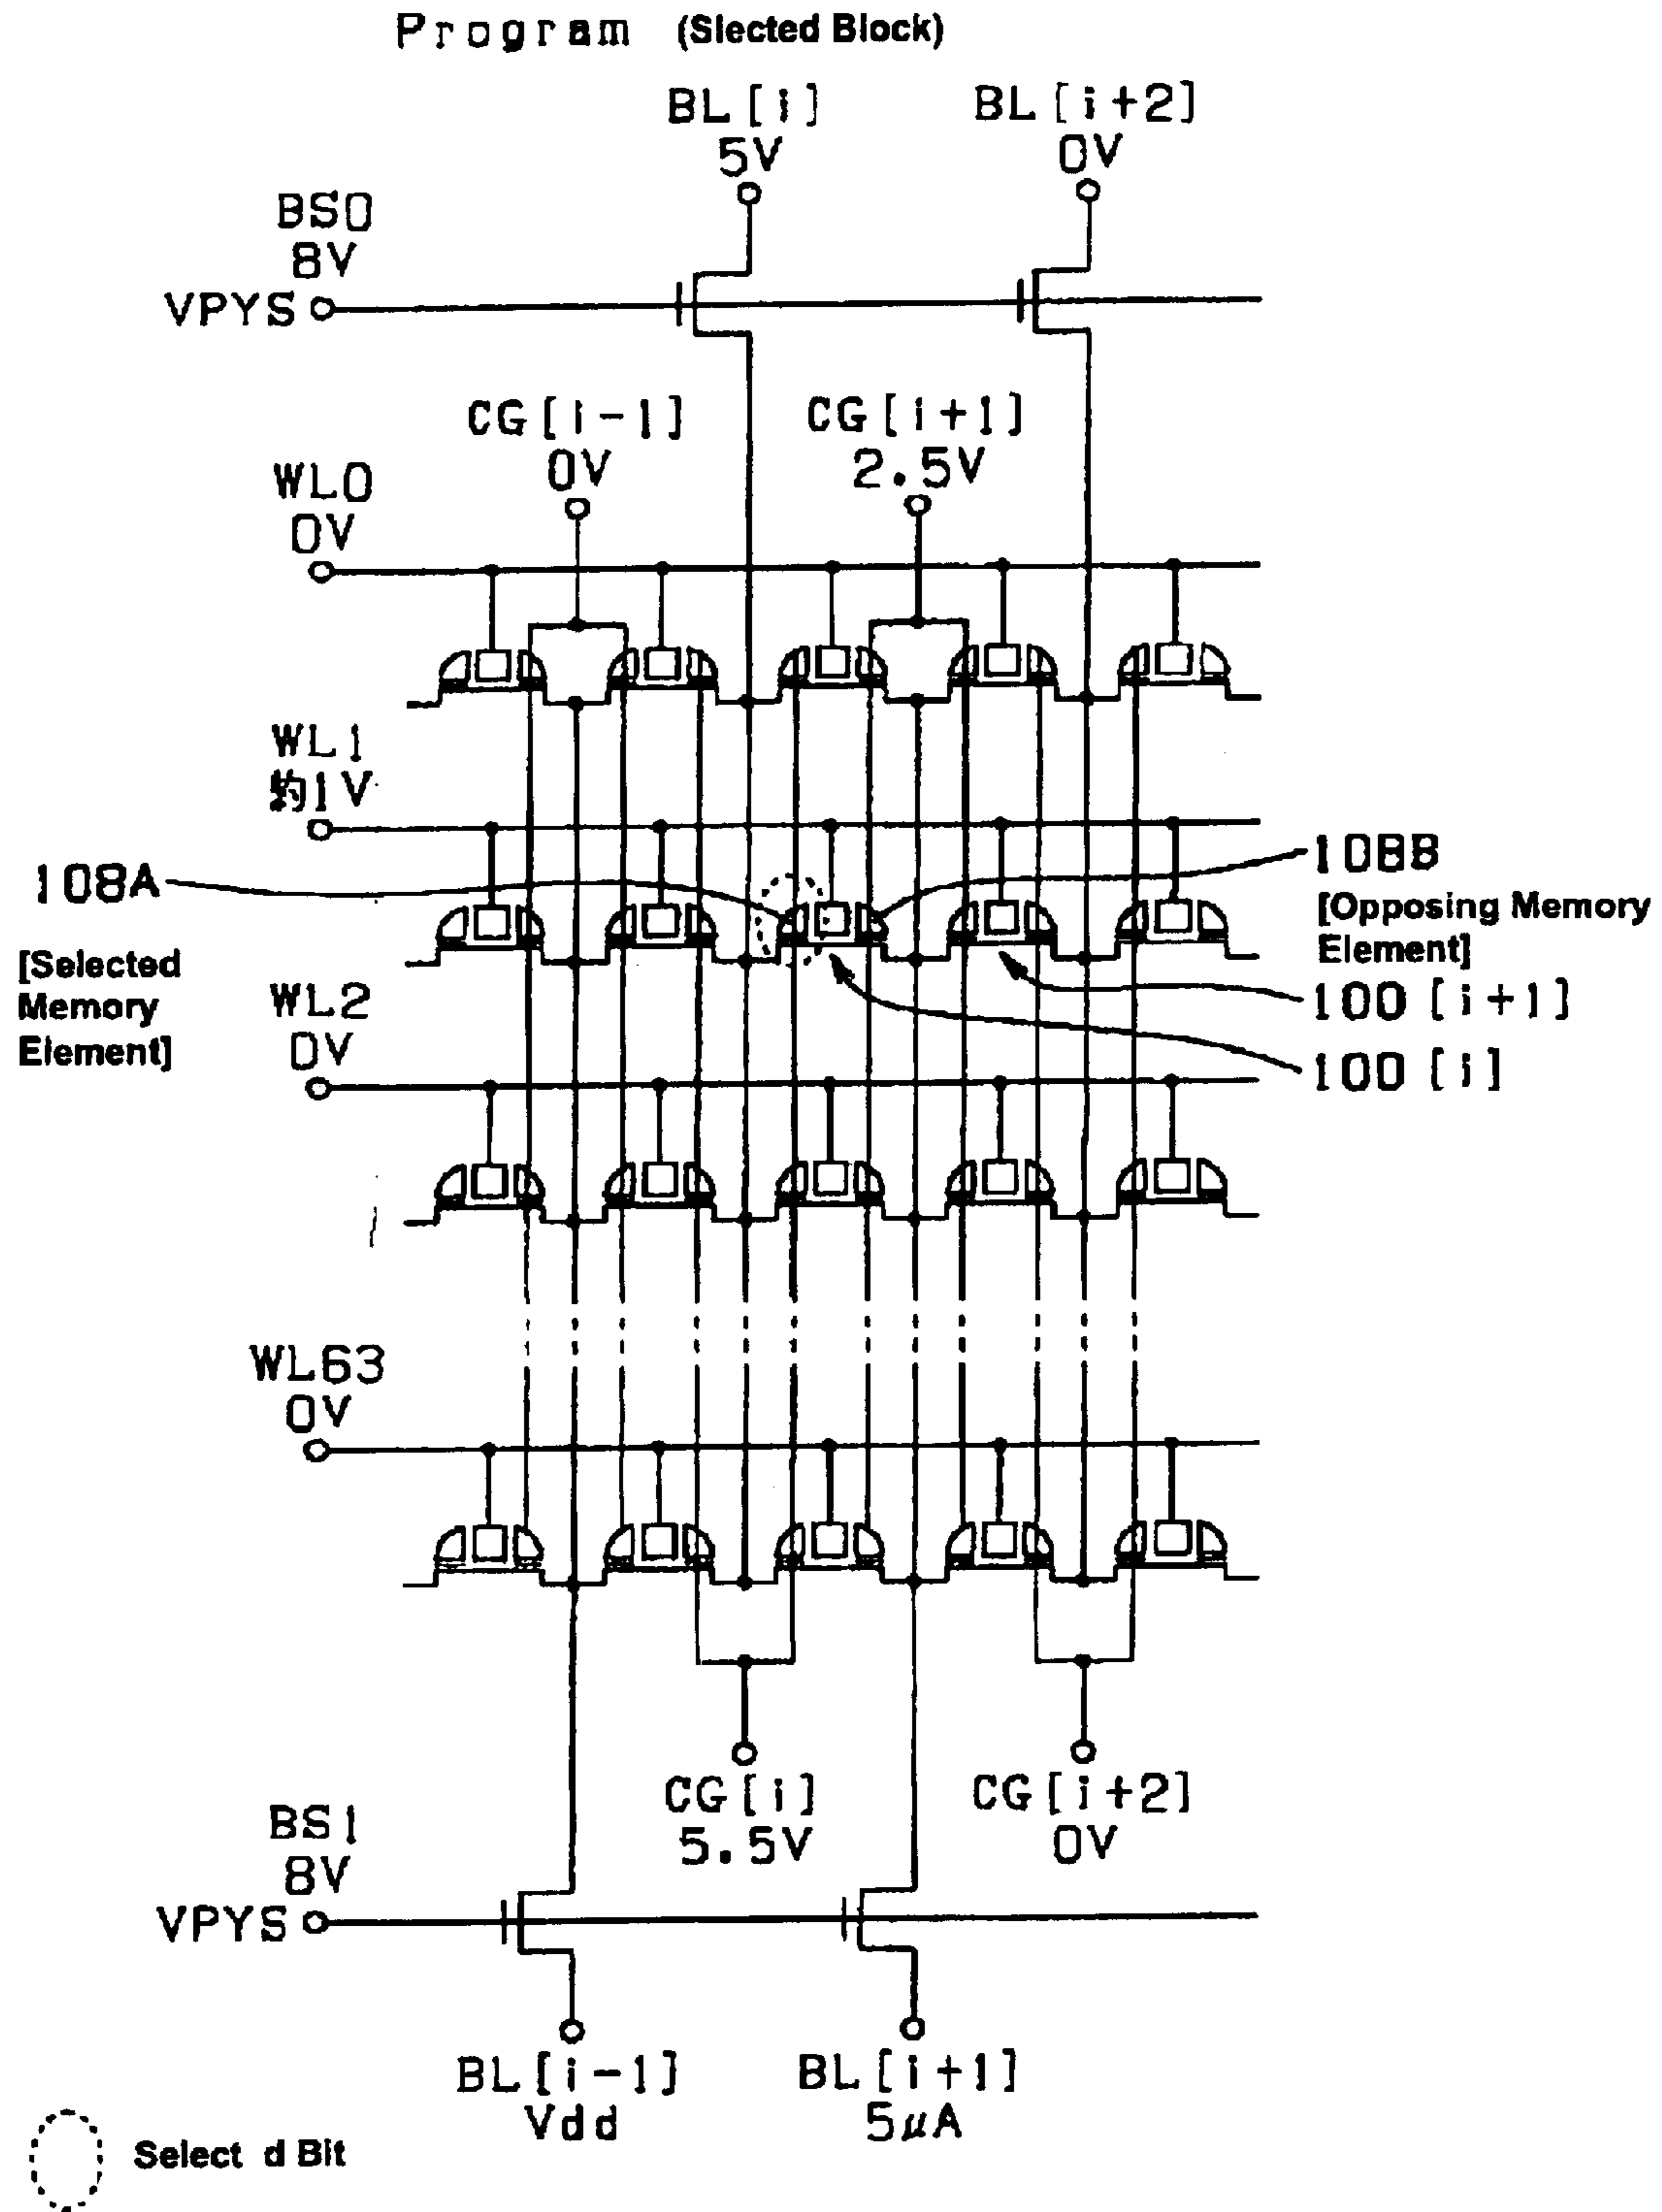 Program (Slected Block)
BL[i]
5V
BL[i+2]
0V
BS0
8V
VPYS
CG[i-1]
0V
CG[i+1]
2.5V
WL0
0V
WL1
約1V
108A
[Selected
Memory
Element]
108B
[Opposing Memory
Element]
100[i+1]
100[i]
WL2
0V
WL63
0V
CG[i]
5.5V
CG[i+2]
0V
BS1
8V
VPYS
BL[i-1]
Vdd
BL[i+1]
5μA
Select d Bit